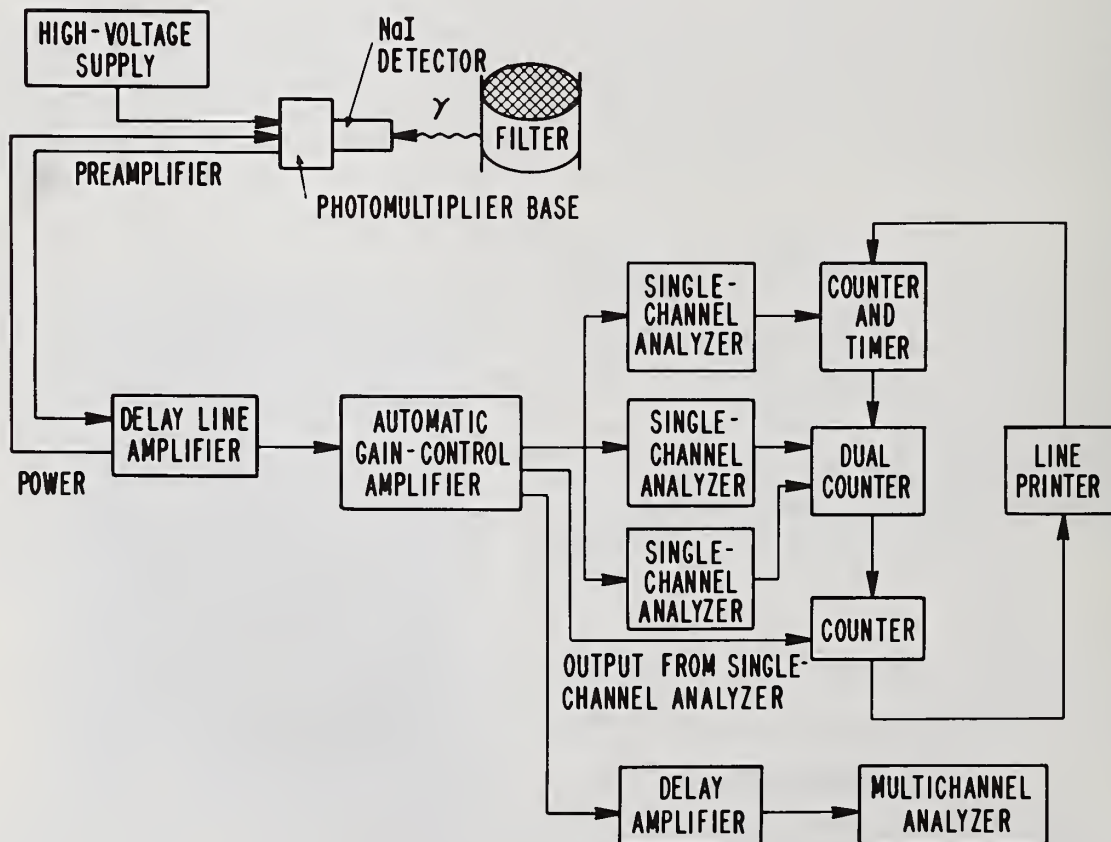 HIGH-VOLTAGE
SUPPLY
NaI
DETECTOR
γ
FILTER
PREAMPLIFIER
PHOTOMULTIPLIER BASE
SINGLE-
CHANNEL
ANALYZER
COUNTER
AND
TIMER
DELAY LINE
AMPLIFIER
POWER
AUTOMATIC
GAIN-CONTROL
AMPLIFIER
SINGLE-
CHANNEL
ANALYZER
DUAL
COUNTER
LINE
PRINTER
SINGLE-
CHANNEL
ANALYZER
COUNTER
OUTPUT FROM SINGLE-
CHANNEL ANALYZER
DELAY
AMPLIFIER
MULTICHANNEL
ANALYZER